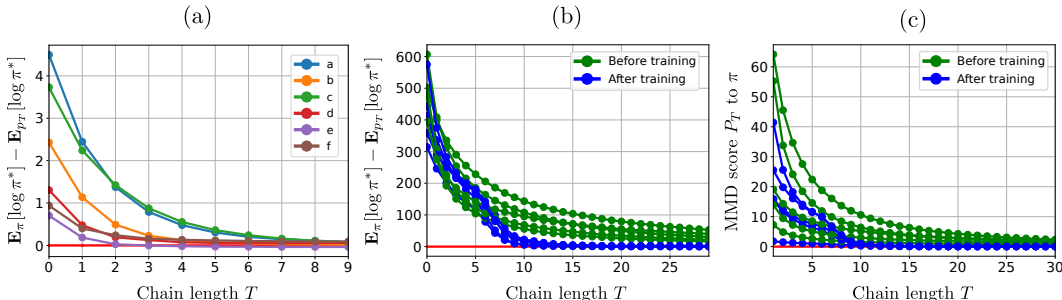 (a)
E_π[log π*] − E_{p_T}[log π*]
4
3
2
1
0
0 1 2 3 4 5 6 7 8 9
Chain length T
a
b
c
d
e
f
(b)
E_π[log π*] − E_{p_T}[log π*]
600
500
400
300
200
100
0
0 5 10 15 20 25
Chain length T
Before training
After training
(c)
MMD score P_T to π
60
50
40
30
20
10
0
5 10 15 20 25 30
Chain length T
Before training
After training